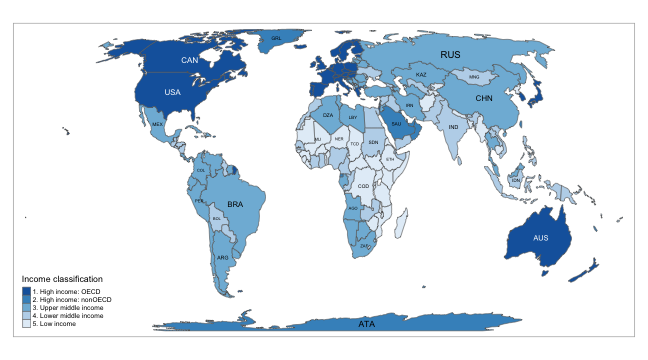 GRL
CAN
RUS
USA
KAZ
MNG
CHN
MEX
DZA
LBY
IRN
SAU
IND
MLI
NER
TCD
SDN
ETH
COL
COD
IDN
PER
BRA
BOL
AGO
ZAF
ARG
AUS
Income classification
1. High income: OECD
2. High income: nonOECD
3. Upper middle income
4. Lower middle income
5. Low income
ATA